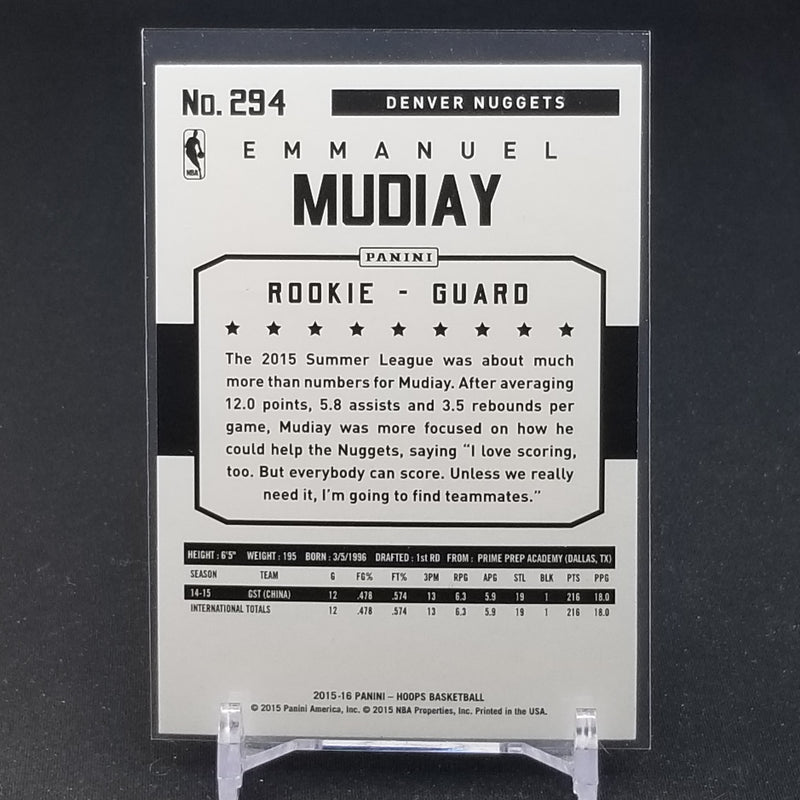 No. 294
DENVER NUGGETS
NBA
EMMANUEL
MUDIAY
PANINI
ROOKIE - GUARD
The 2015 Summer League was about much
more than numbers for Mudiay. After averaging
12.0 points, 5.8 assists and 3.5 rebounds per
game, Mudiay was more focused on how he
could help the Nuggets, saying “I love scoring,
too. But everybody can score. Unless we really
need it, I’m going to find teammates.”
HEIGHT : 6'5" WEIGHT : 195 BORN : 3/5/1996 DRAFTED : 1st RD FROM : PRIME PREP ACADEMY (DALLAS, TX)
SEASON TEAM G FG% FT% 3PM RPG APG STL BLK PTS PPG
14-15 GST (CHINA) 12 .478 .574 13 6.3 5.9 19 1 216 18.0
INTERNATIONAL TOTALS 12 .478 .574 13 6.3 5.9 19 1 216 18.0
2015-16 PANINI – HOOPS BASKETBALL
© 2015 Panini America, Inc. © 2015 NBA Properties, Inc. Printed in the USA.